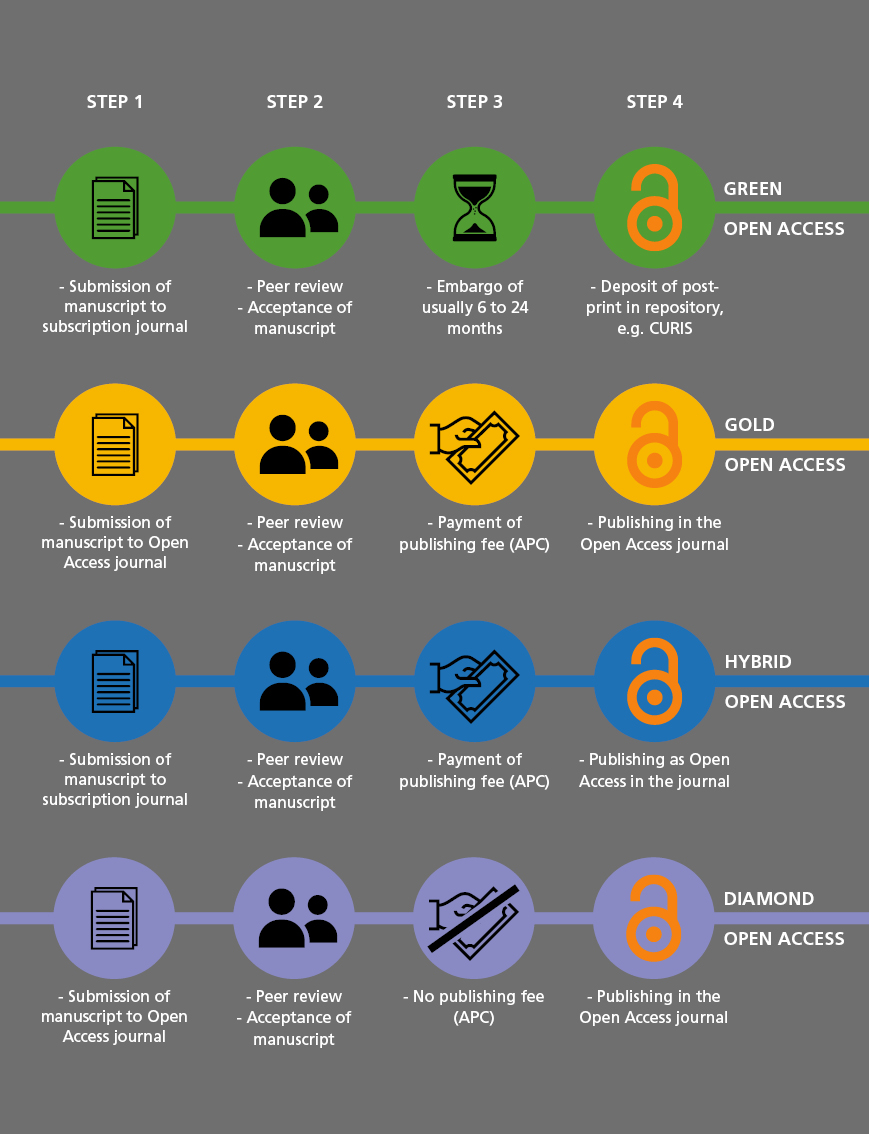 STEP 1
STEP 2
STEP 3
STEP 4
GREEN
OPEN ACCESS
- Submission of
manuscript to
subscription journal
- Peer review
- Acceptance of
manuscript
- Embargo of
usually 6 to 24
months
- Deposit of post-
print in repository,
e.g. CURIS
GOLD
OPEN ACCESS
- Submission of
manuscript to Open
Access journal
- Peer review
- Acceptance of
manuscript
- Payment of
publishing fee (APC)
- Publishing in the
Open Access journal
HYBRID
OPEN ACCESS
- Submission of
manuscript to
subscription journal
- Peer review
- Acceptance of
manuscript
- Payment of
publishing fee (APC)
- Publishing as Open
Access in the journal
DIAMOND
OPEN ACCESS
- Submission of
manuscript to Open
Access journal
- Peer review
- Acceptance of
manuscript
- No publishing fee
(APC)
- Publishing in the
Open Access journal